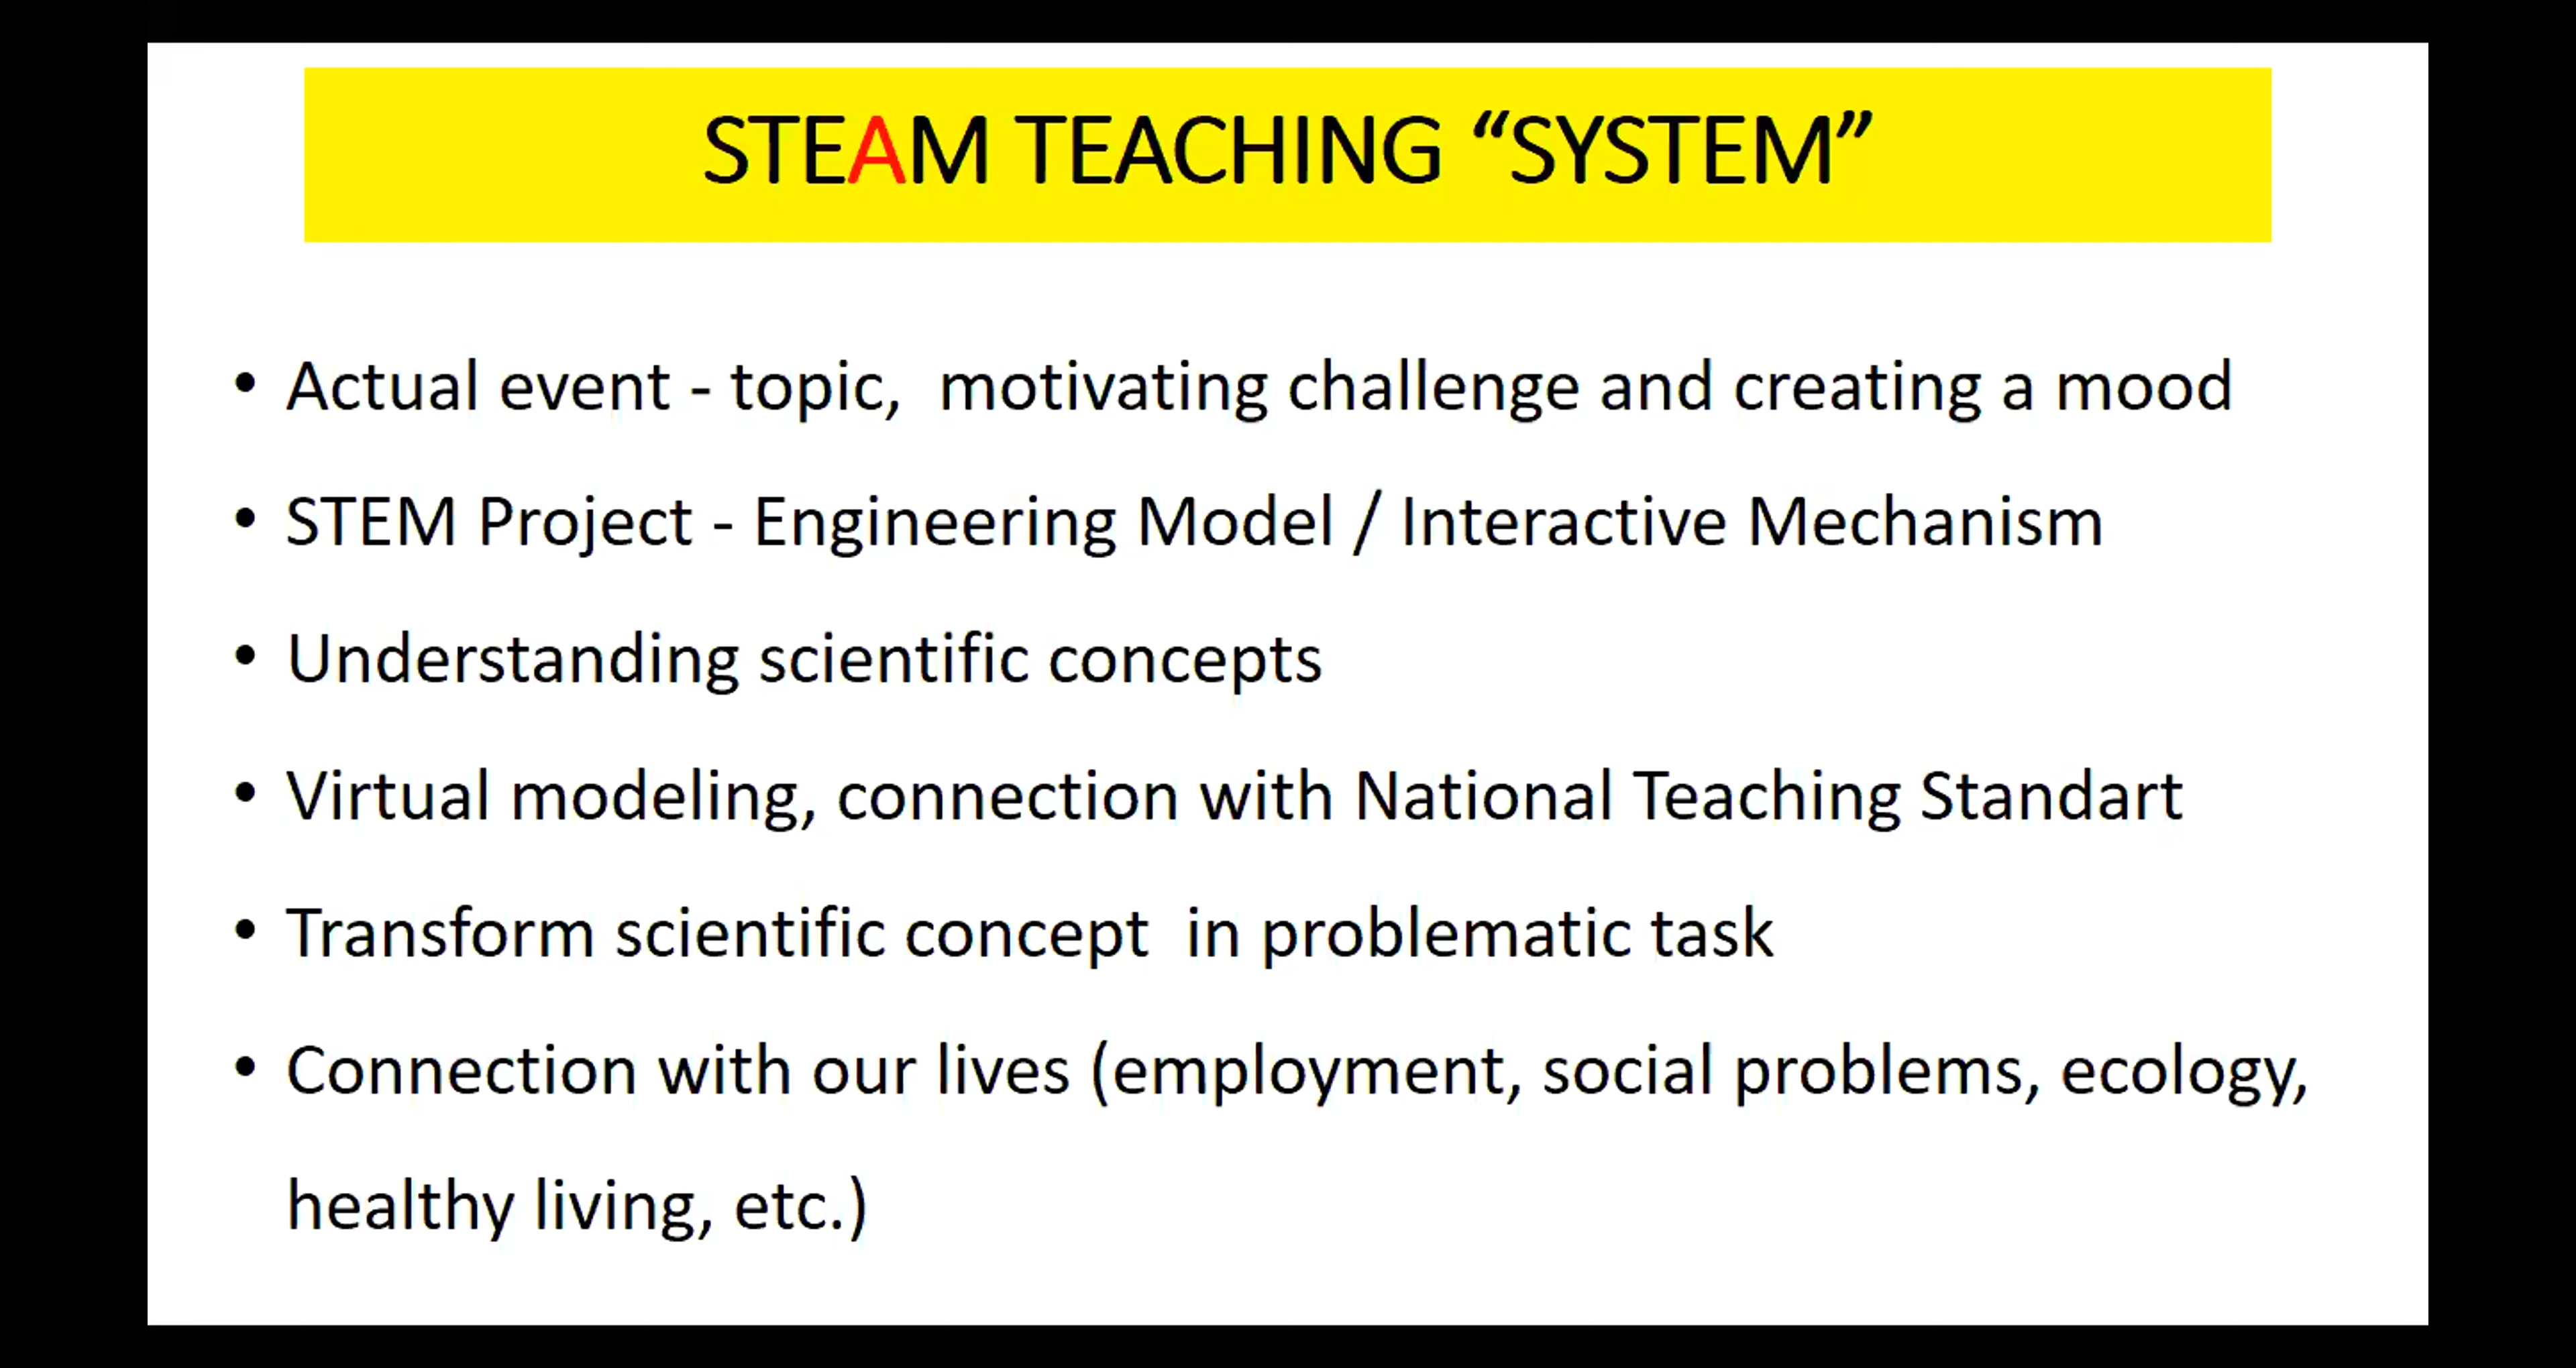 STEAM TEACHING “SYSTEM”
• Actual event - topic,  motivating challenge and creating a mood
• STEM Project - Engineering Model / Interactive Mechanism
• Understanding scientific concepts
• Virtual modeling, connection with National Teaching Standart
• Transform scientific concept  in problematic task
• Connection with our lives (employment, social problems, ecology,
healthy living, etc.)